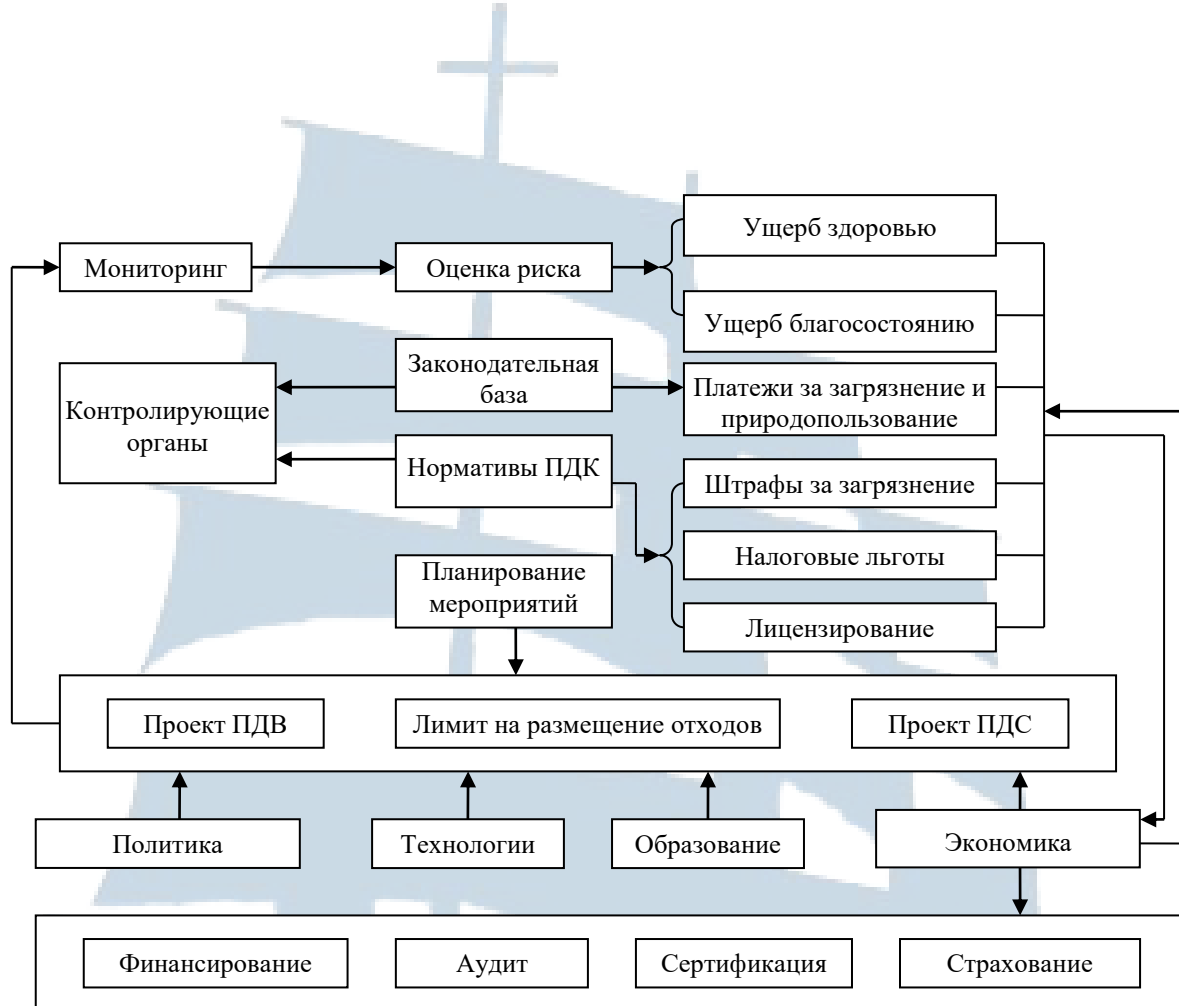 Ущерб здоровью
Мониторинг
Оценка риска
Ущерб благосостоянию
Законодательная
база
Платежи за загрязнение и
природопользование
Контролирующие
органы
Нормативы ПДК
Штрафы за загрязнение
Налоговые льготы
Планирование
мероприятий
Лицензирование
Проект ПДВ
Лимит на размещение отходов
Проект ПДС
Политика
Технологии
Образование
Экономика
Финансирование
Аудит
Сертификация
Страхование